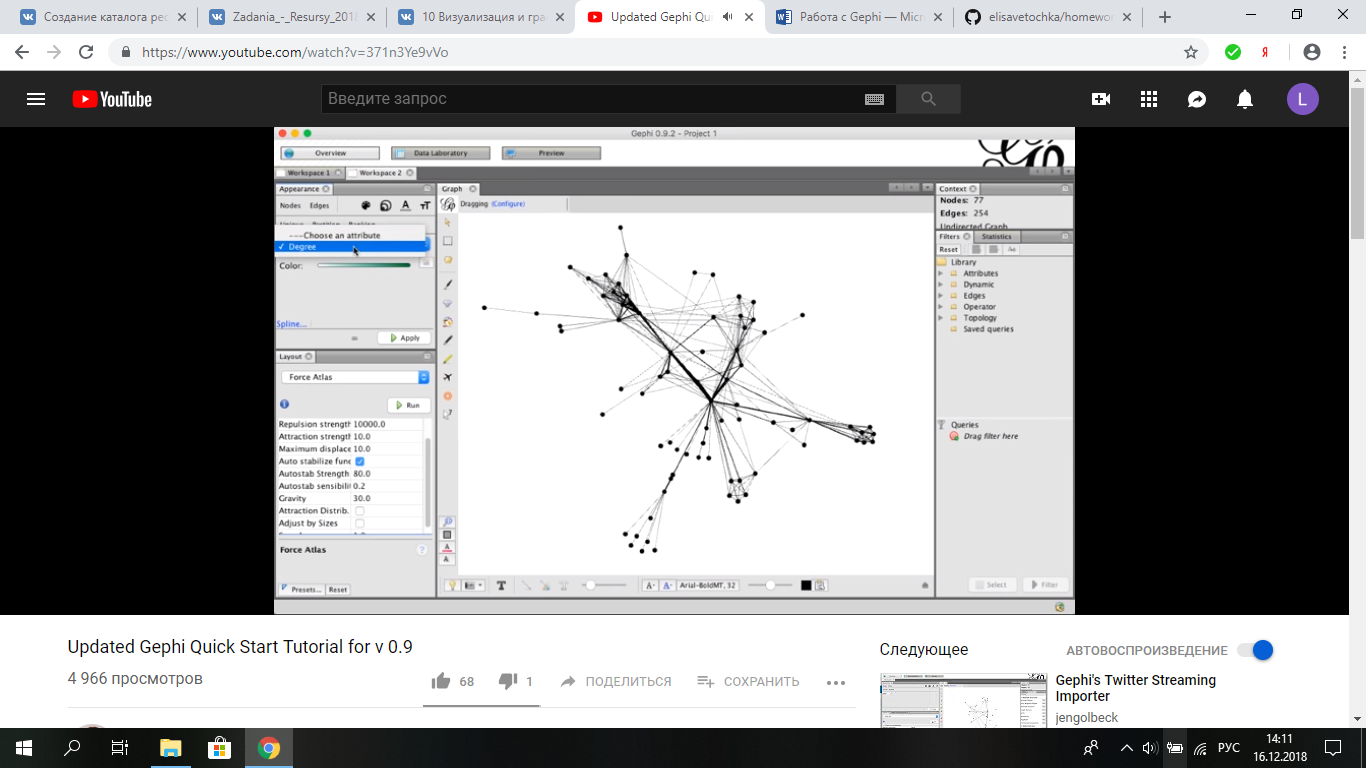 Создание каталога рес
Zadania_-_Resursy_2018
10 Визуализация и гра
Updated Gephi Qui
Работа с Gephi — Micr
elisavetochka/homewor
https://www.youtube.com/watch?v=371n3Ye9vVo
я
YouTube
Введите запрос
L
Gephi 0.9.2 - Project 1
Overview
Data Laboratory
Preview
Workspace 1
Workspace 2
Appearance
Nodes Edges
A
тT
---Choose an attribute
✓ Degree
Color:
Spline...
Apply
Layout
Force Atlas
Run
Repulsion strengt 10000.0
Attraction strengt 10.0
Maximum displace 10.0
Auto stabilize func
Autostab Strength 80.0
Autostab sensibili 0.2
Gravity 30.0
Attraction Distrib.
Adjust by Sizes
Force Atlas
?
Presets... Reset
Graph
Dragging (Configure)
T
A- A- Arial-BoldMT, 32
Context
Nodes: 77
Edges: 254
Undirected Graph
Filters
Statistics
Reset
Library
Attributes
Dynamic
Edges
Operator
Topology
Saved queries
Queries
Drag filter here
Select
Filter
Updated Gephi Quick Start Tutorial for v 0.9
4 966 просмотров
68
1
ПОДЕЛИТЬСЯ
СОХРАНИТЬ
Следующее
АВТОВОСПРОИЗВЕДЕНИЕ
Gephi's Twitter Streaming
Importer
jengolbeck
РУС
14:11
16.12.2018